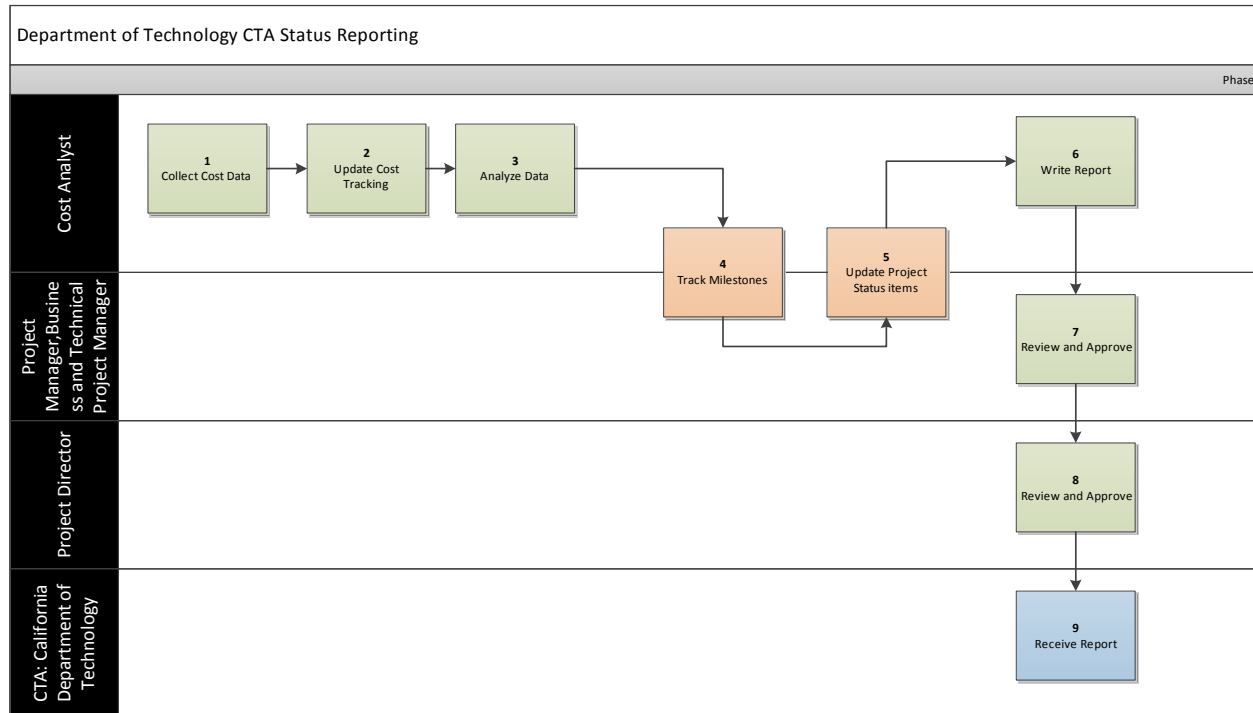 Department of Technology CTA Status Reporting
Phase
Cost Analyst
1
Collect Cost Data
2
Update Cost
Tracking
3
Analyze Data
4
Track Milestones
5
Update Project
Status items
6
Write Report
Project
Manager,Busine
ss and Technical
Project Manager
7
Review and Approve
Project Director
8
Review and Approve
CTA: California
Department of
Technology
9
Receive Report